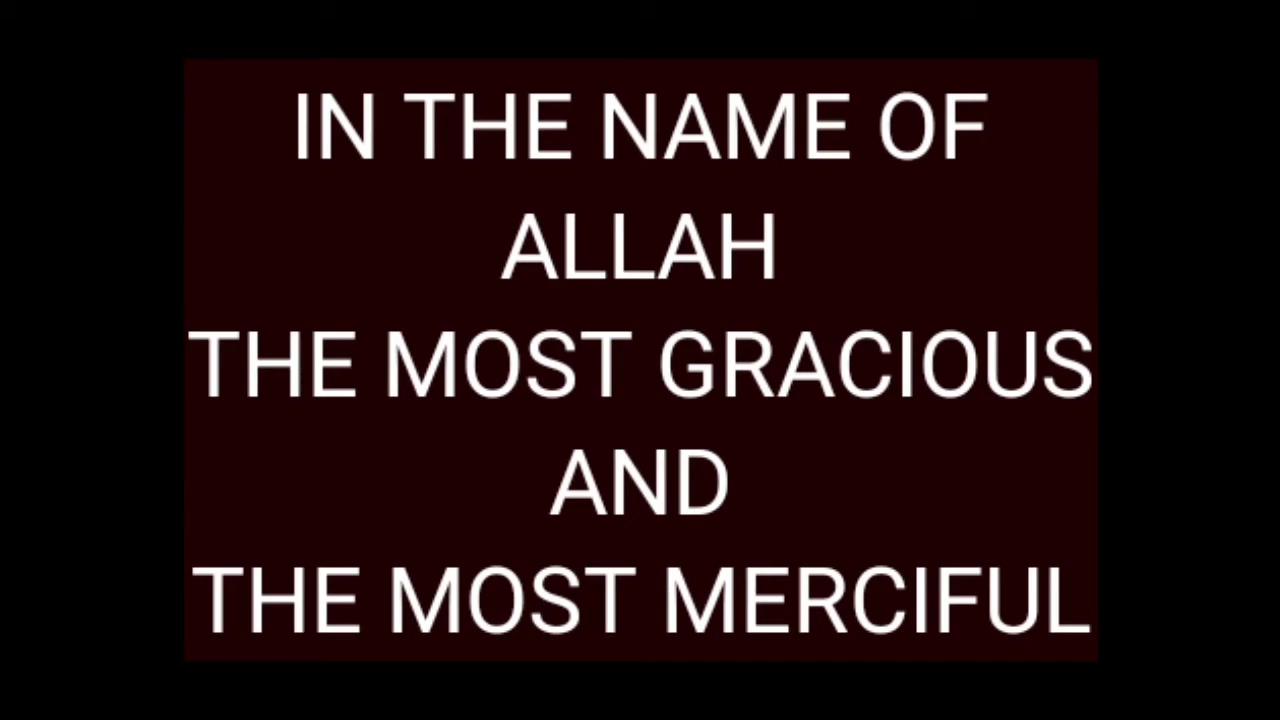 IN THE NAME OF
ALLAH
THE MOST GRACIOUS
AND
THE MOST MERCIFUL